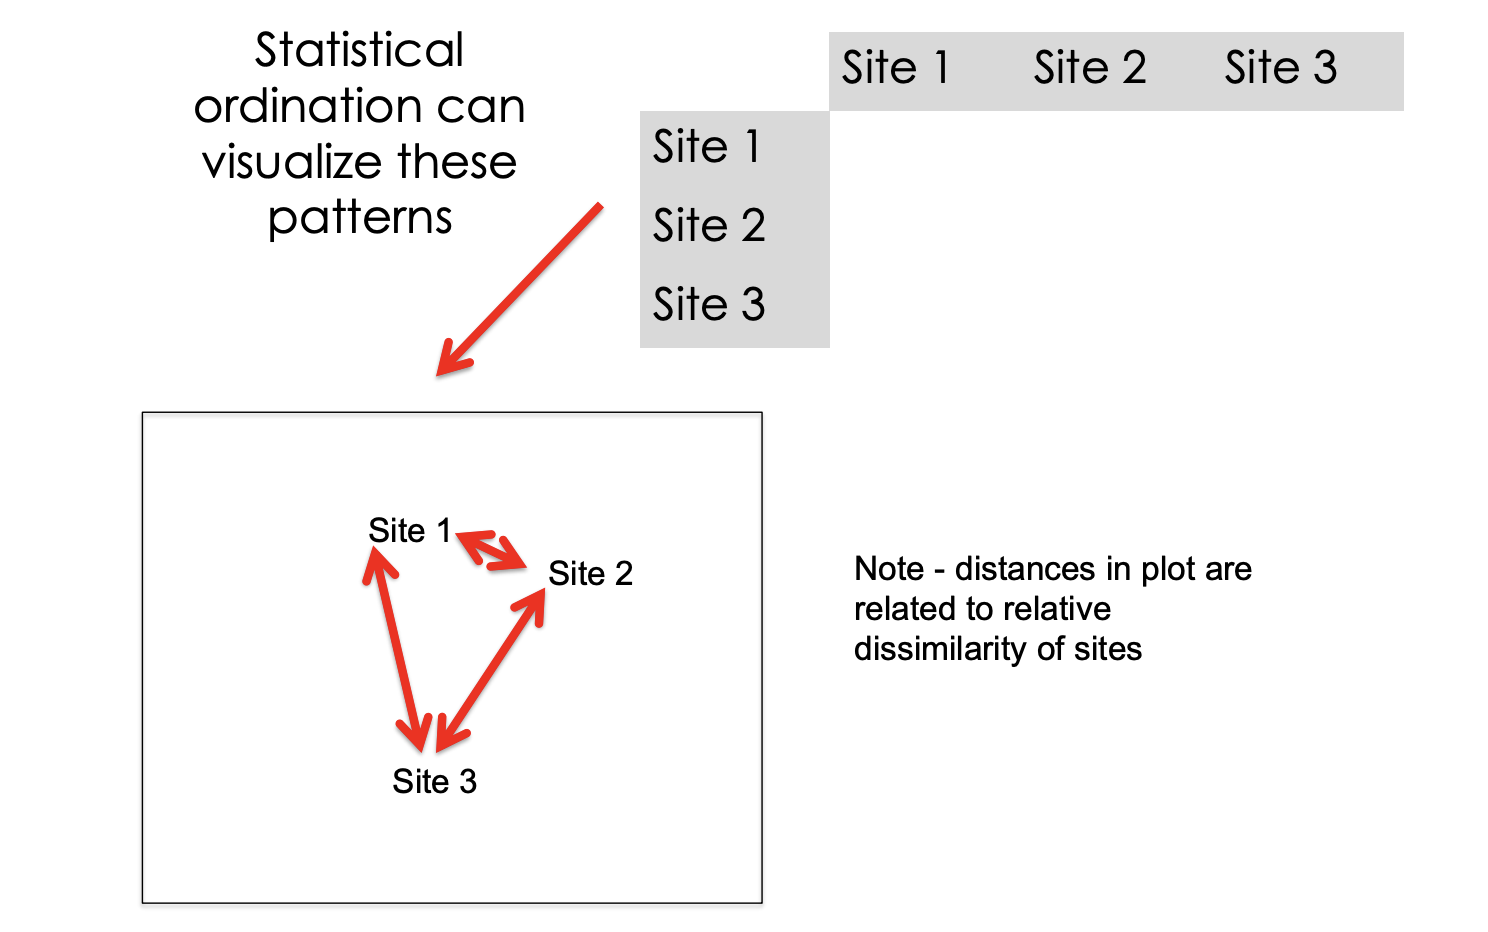 Statistical
ordination can
visualize these
patterns
Site 1 Site 2 Site 3
Site 1
Site 2
Site 3
Site 1
Site 2
Site 3
Note - distances in plot are
related to relative
dissimilarity of sites